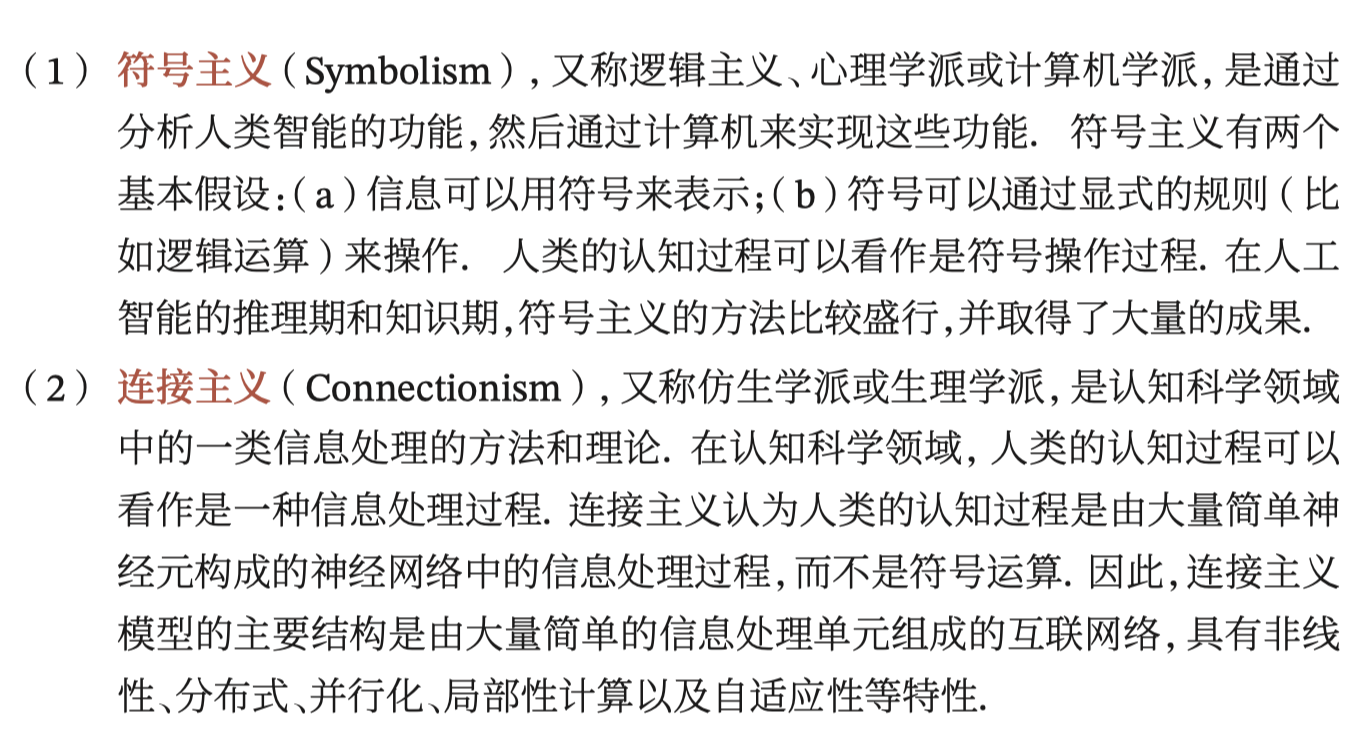 （1）符号主义（Symbolism），又称逻辑主义、心理学派或计算机学派，是通过
分析人类智能的功能，然后通过计算机来实现这些功能． 符号主义有两个
基本假设：（a）信息可以用符号来表示；（b）符号可以通过显式的规则（比
如逻辑运算）来操作． 人类的认知过程可以看作是符号操作过程．在人工
智能的推理期和知识期，符号主义的方法比较盛行，并取得了大量的成果．
（2）连接主义（Connectionism），又称仿生学派或生理学派，是认知科学领域
中的一类信息处理的方法和理论．在认知科学领域，人类的认知过程可以
看作是一种信息处理过程．连接主义认为人类的认知过程是由大量简单神
经元构成的神经网络中的信息处理过程，而不是符号运算．因此，连接主义
模型的主要结构是由大量简单的信息处理单元组成的互联网络，具有非线
性、分布式、并行化、局部性计算以及自适应性等特性．